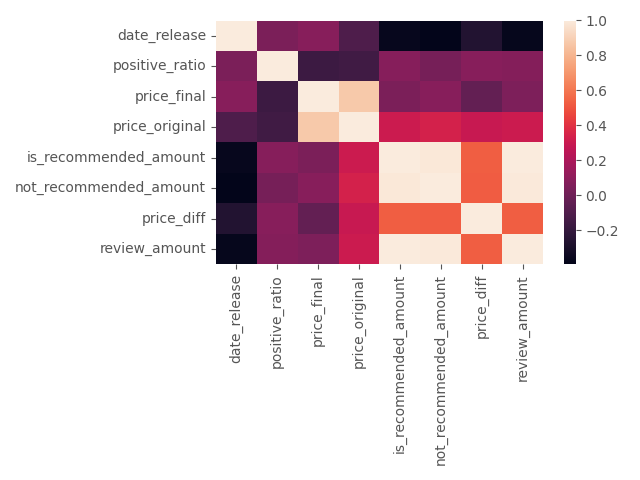 date_release
positive_ratio
price_final
price_original
is_recommended_amount
not_recommended_amount
price_diff
review_amount
date_release
positive_ratio
price_final
price_original
is_recommended_amount
not_recommended_amount
price_diff
review_amount
1.0
0.8
0.6
0.4
0.2
0.0
−0.2